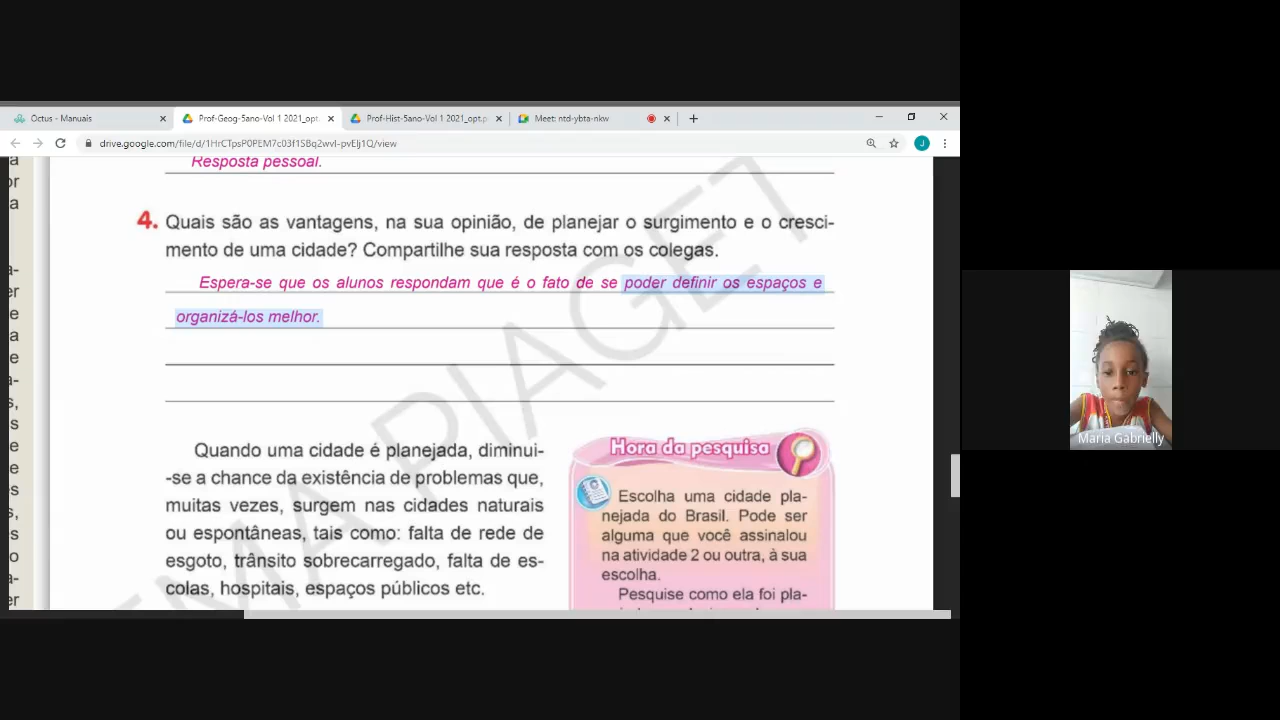 Octus - Manuais
Prof-Geog-5ano-Vol 1 2021_opt.
Prof-Hist-5ano-Vol 1 2021_opt.p
Meet: ntd-ybta-nkw
drive.google.com/file/d/1HrCTpsP0PEM7c03f1SBq2wvI-pvEIj1Q/view
J
Resposta pessoal.
4. Quais são as vantagens, na sua opinião, de planejar o surgimento e o cresci-
mento de uma cidade? Compartilhe sua resposta com os colegas.
Espera-se que os alunos respondam que é o fato de se poder definir os espaços e
organizá-los melhor.
Quando uma cidade é planejada, diminui-
-se a chance da existência de problemas que,
muitas vezes, surgem nas cidades naturais
ou espontâneas, tais como: falta de rede de
esgoto, trânsito sobrecarregado, falta de es-
colas, hospitais, espaços públicos etc.
Hora da pesquisa
Escolha uma cidade pla-
nejada do Brasil. Pode ser
alguma que você assinalou
na atividade 2 ou outra, à sua
escolha.
Pesquise como ela foi pla-
EMA PIAGET
Maria Gabrielly